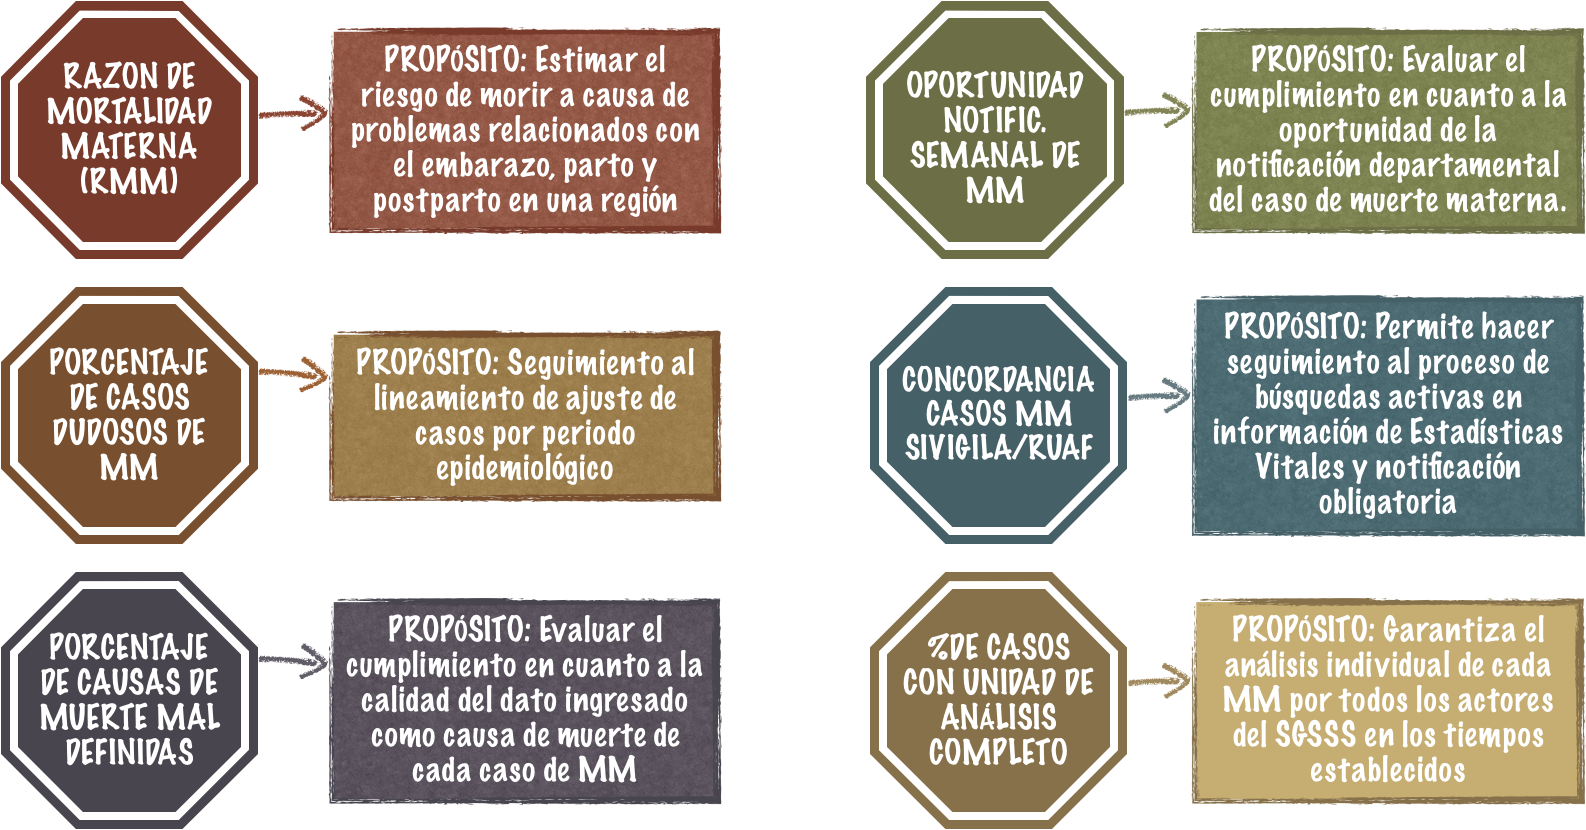 RAZON DE
MORTALIDAD
MATERNA
(RMM)
PROPÓSITO: Estimar el
riesgo de morir a causa de
problemas relacionados con
el embarazo, parto y
postparto en una región
OPORTUNIDAD
NOTIFIC.
SEMANAL DE
MM
PROPÓSITO: Evaluar el
cumplimiento en cuanto a la
oportunidad de la
notificación departamental
del caso de muerte materna.
PORCENTAJE
DE CASOS
DUDOSOS DE
MM
PROPÓSITO: Seguimiento al
lineamiento de ajuste de
casos por periodo
epidemiológico
CONCORDANCIA
CASOS MM
SIVIGILA/RUAF
PROPÓSITO: Permite hacer
seguimiento al proceso de
búsquedas activas en
información de Estadísticas
Vitales y notificación
obligatoria
PORCENTAJE
DE CAUSAS DE
MUERTE MAL
DEFINIDAS
PROPÓSITO: Evaluar el
cumplimiento en cuanto a la
calidad del dato ingresado
como causa de muerte de
cada caso de MM
%DE CASOS
CON UNIDAD DE
ANÁLISIS
COMPLETO
PROPÓSITO: Garantiza el
análisis individual de cada
MM por todos los actores
del SGSSS en los tiempos
establecidos